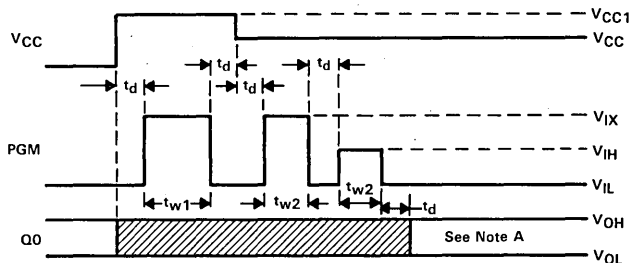 VCC1
VCC
VCC
td
td
td
VIX
PGM
VIH
tw1
tw2
tw2
VIL
td
VOH
Q0
See Note A
VOL